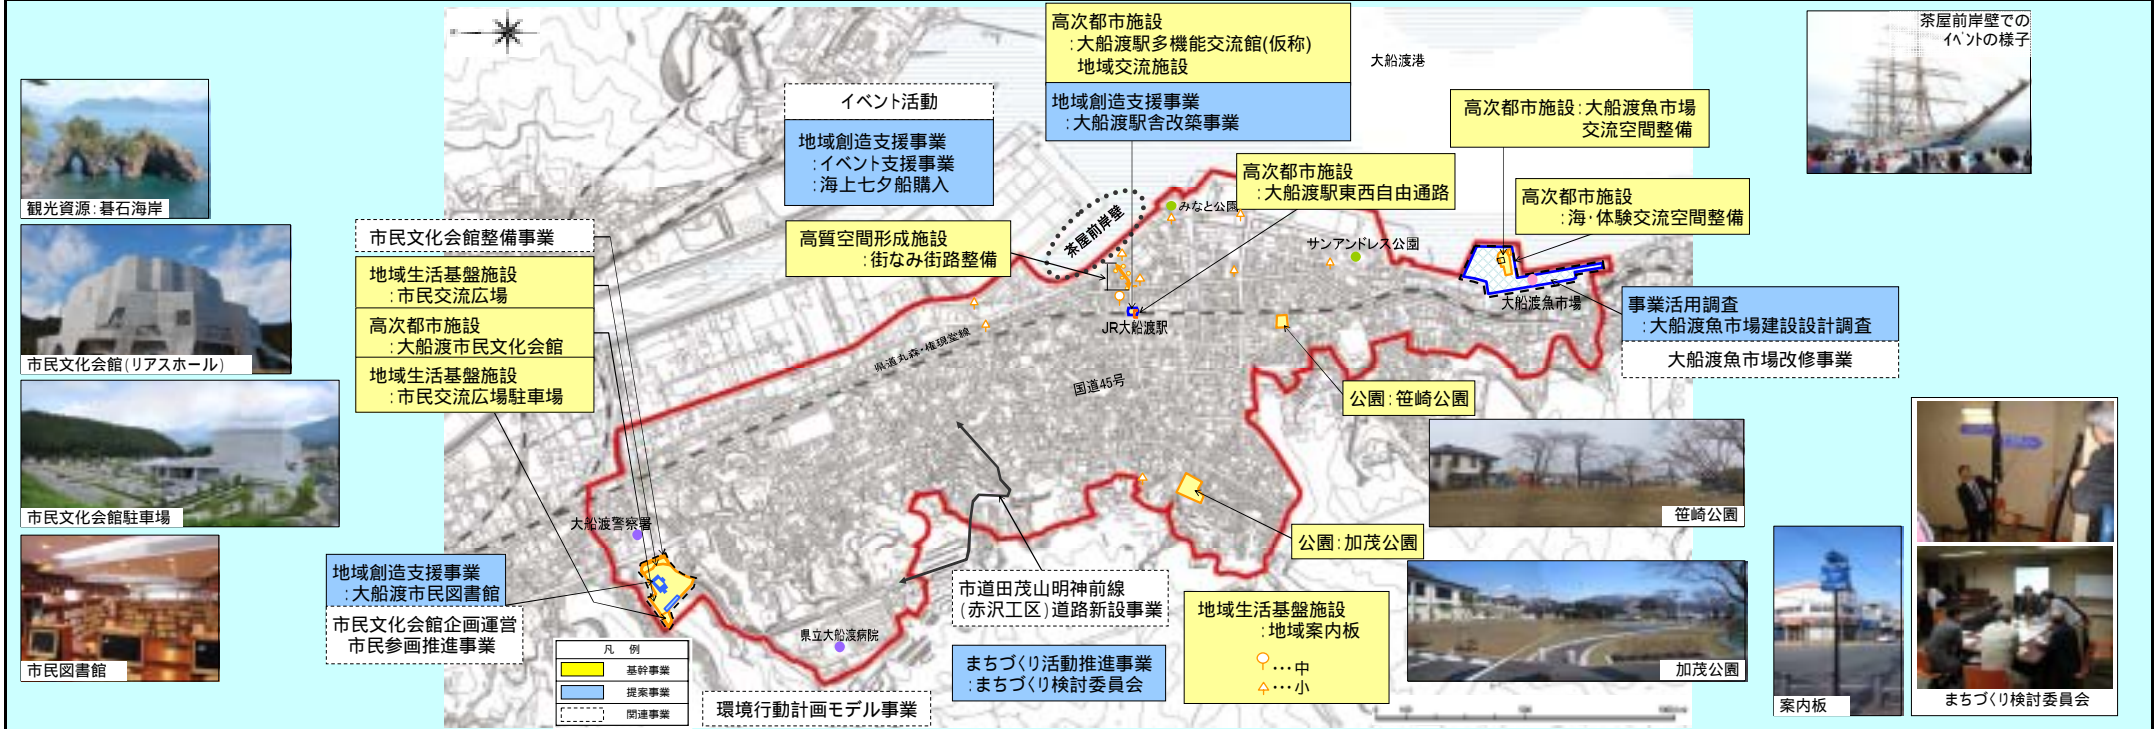 観光資源:碁石海岸
市民文化会館(リアスホール)
市民文化会館駐車場
市民図書館
市民文化会館整備事業
地域生活基盤施設
:市民交流広場
高次都市施設
:大船渡市民文化会館
地域生活基盤施設
:市民交流広場駐車場
地域創造支援事業
:大船渡市民図書館
市民文化会館企画運営
市民参画推進事業
イベント活動
地域創造支援事業
:イベント支援事業
:海上七夕船購入
高質空間形成施設
:街なみ街路整備
高次都市施設
:大船渡駅多機能交流館(仮称)
地域交流施設
地域創造支援事業
:大船渡駅舎改築事業
高次都市施設
:大船渡駅東西自由通路
大船渡港
高次都市施設:大船渡魚市場
交流空間整備
高次都市施設
:海・体験交流空間整備
茶屋前岸壁での
イベントの様子
茶屋前岸壁
みなと公園
サンアンドレス公園
大船渡魚市場
JR大船渡駅
県道丸森・権現堂線
国道45号
事業活用調査
:大船渡魚市場建設設計調査
大船渡魚市場改修事業
公園:笹崎公園
笹崎公園
公園:加茂公園
加茂公園
大船渡警察署
県立大船渡病院
市道田茂山明神前線
(赤沢工区)道路新設事業
まちづくり活動推進事業
:まちづくり検討委員会
地域生活基盤施設
:地域案内板
・・・中
・・・小
凡 例
基幹事業
提案事業
関連事業
環境行動計画モデル事業
案内板
まちづくり検討委員会